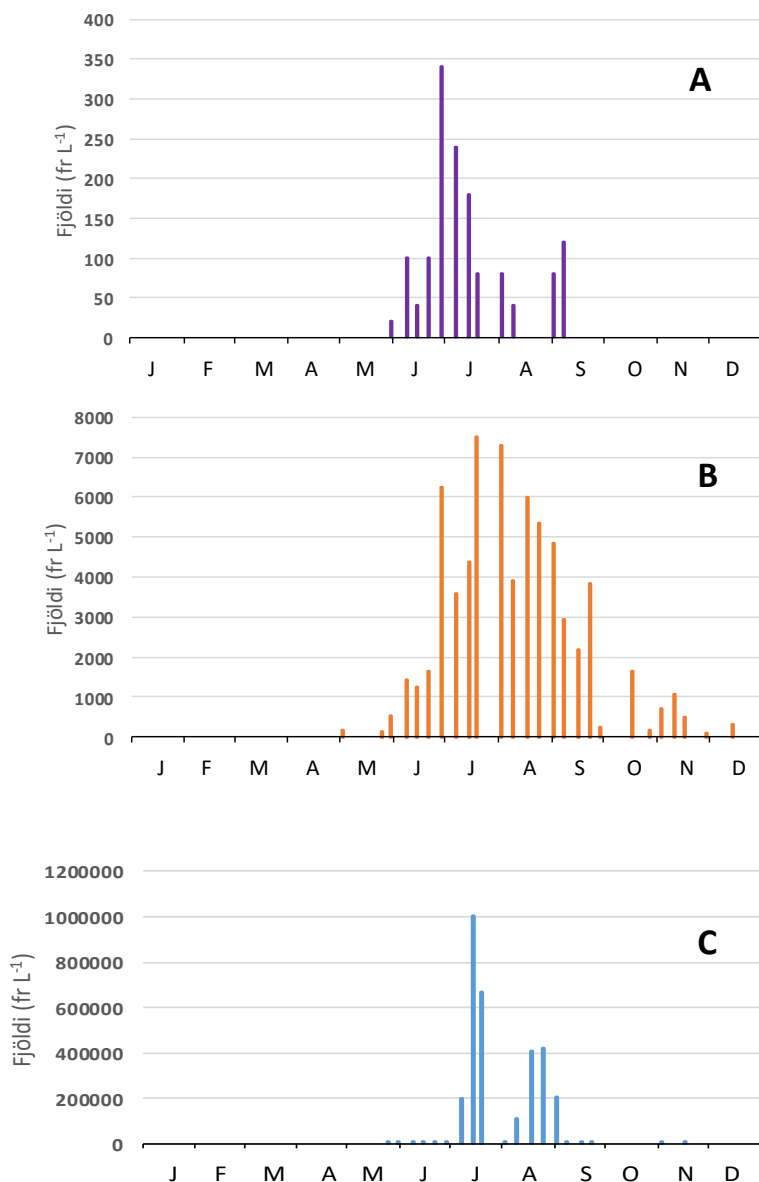 400
350
300
250
200
150
100
50
0
Fjöldi (fr L⁻¹)
A
J F M A M J J A S O N D
8000
7000
6000
5000
4000
3000
2000
1000
0
Fjöldi (fr L⁻¹)
B
J F M A M J J A S O N D
1200000
1000000
800000
600000
400000
200000
0
Fjöldi (fr L⁻¹)
C
J F M A M J J A S O N D